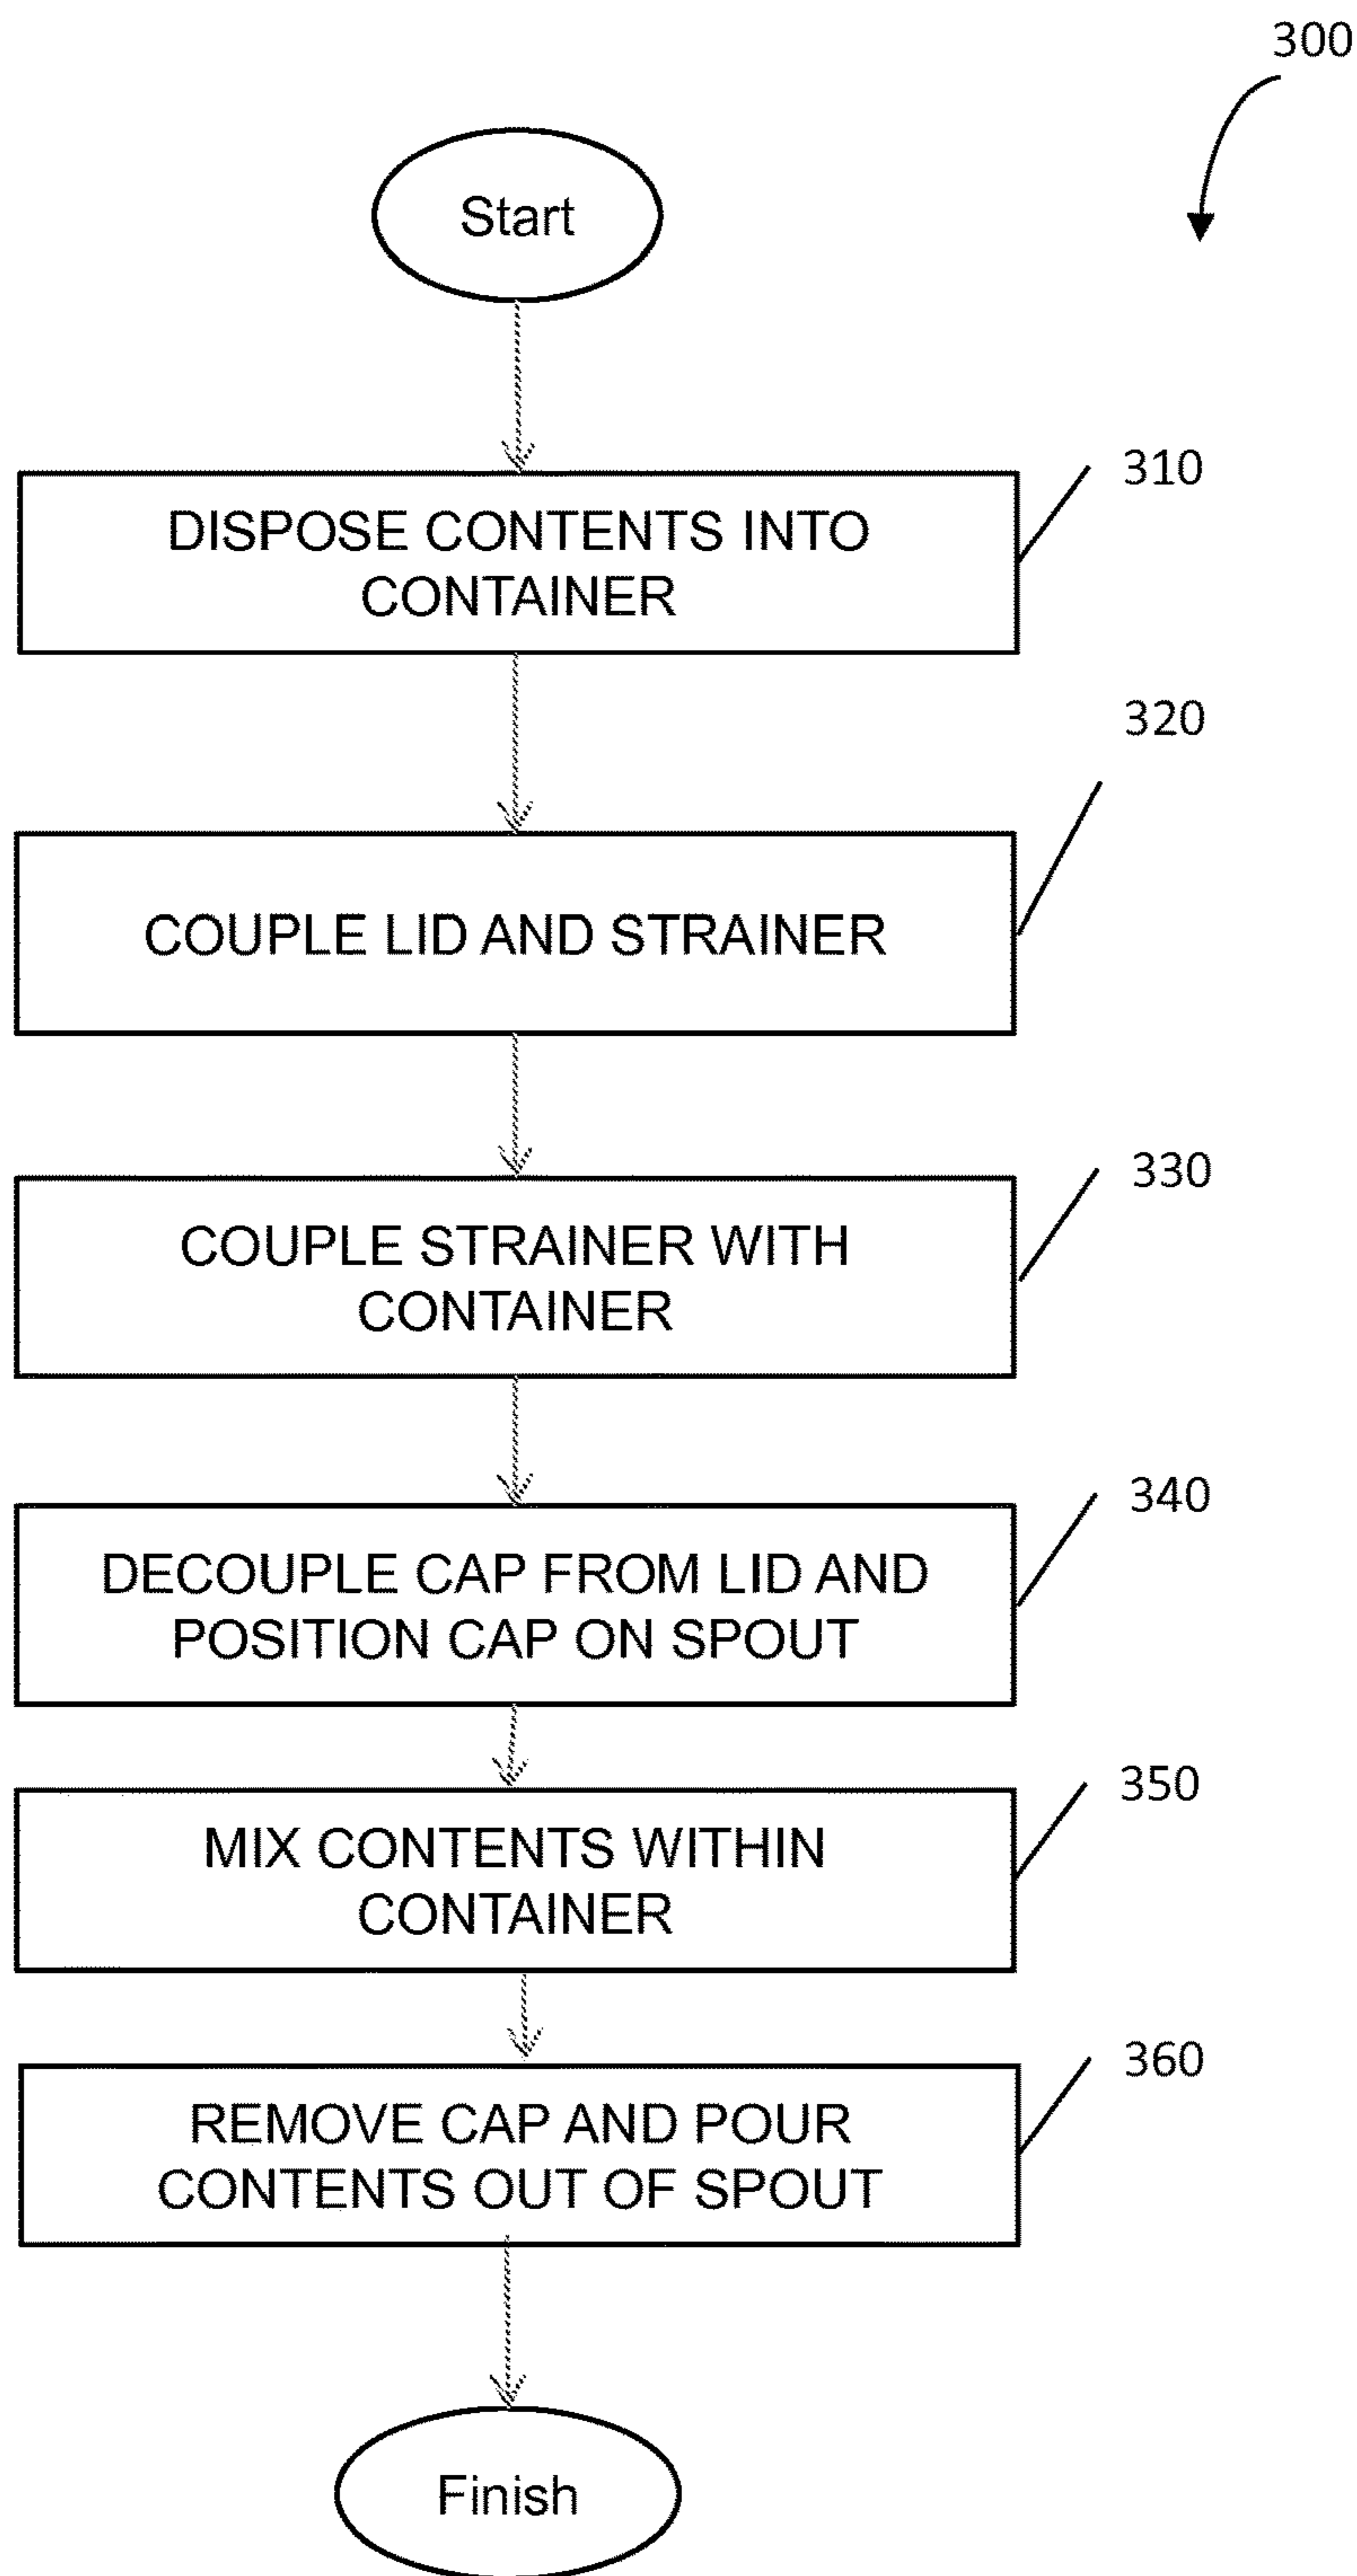 300
Start
310
DISPOSE CONTENTS INTO
CONTAINER
320
COUPLE LID AND STRAINER
330
COUPLE STRAINER WITH
CONTAINER
340
DECOUPLE CAP FROM LID AND
POSITION CAP ON SPOUT
350
MIX CONTENTS WITHIN
CONTAINER
360
REMOVE CAP AND POUR
CONTENTS OUT OF SPOUT
Finish